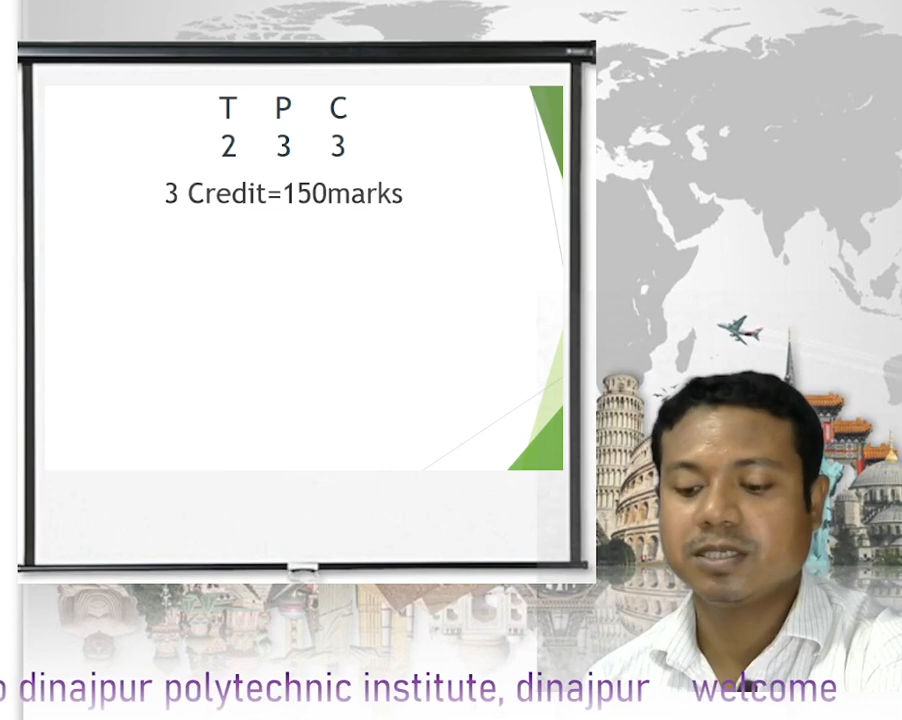 T P C
2 3 3
3 Credit=150marks
dinajpur polytechnic institute, dinajpur welcome